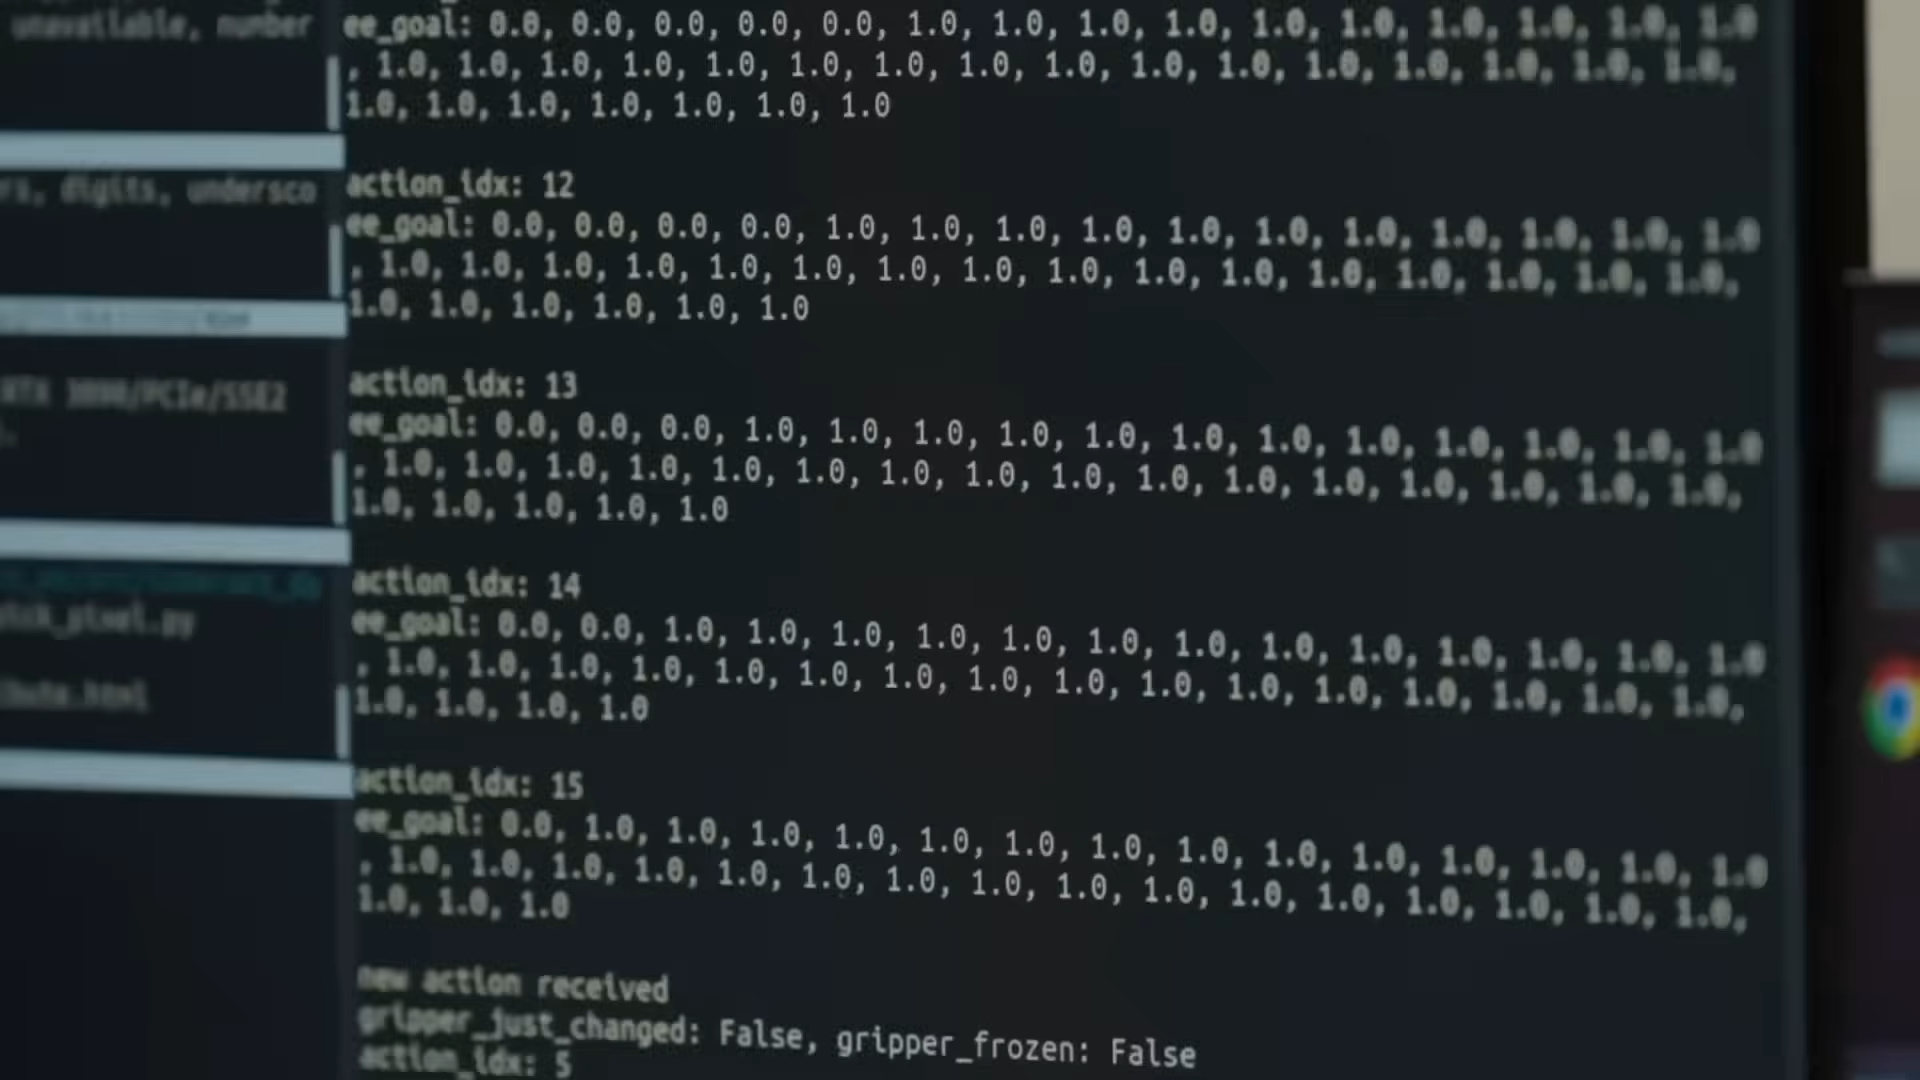 unavailable, number
rs, digits, undersco
RTX 3090/PCIe/SSE2
pick_pixel.py
ibute.html
ee_goal: 0.0, 0.0, 0.0, 0.0, 0.0, 1.0, 1.0, 1.0, 1.0, 1.0, 1.0, 1.0, 1.0, 1.0, 1.0
, 1.0, 1.0, 1.0, 1.0, 1.0, 1.0, 1.0, 1.0, 1.0, 1.0, 1.0, 1.0, 1.0, 1.0, 1.0, 1.0,
1.0, 1.0, 1.0, 1.0, 1.0, 1.0, 1.0
action_idx: 12
ee_goal: 0.0, 0.0, 0.0, 0.0, 1.0, 1.0, 1.0, 1.0, 1.0, 1.0, 1.0, 1.0, 1.0, 1.0, 1.0
, 1.0, 1.0, 1.0, 1.0, 1.0, 1.0, 1.0, 1.0, 1.0, 1.0, 1.0, 1.0, 1.0, 1.0, 1.0, 1.0,
1.0, 1.0, 1.0, 1.0, 1.0, 1.0
action_idx: 13
ee_goal: 0.0, 0.0, 0.0, 1.0, 1.0, 1.0, 1.0, 1.0, 1.0, 1.0, 1.0, 1.0, 1.0, 1.0, 1.0
, 1.0, 1.0, 1.0, 1.0, 1.0, 1.0, 1.0, 1.0, 1.0, 1.0, 1.0, 1.0, 1.0, 1.0, 1.0, 1.0,
1.0, 1.0, 1.0, 1.0, 1.0
action_idx: 14
ee_goal: 0.0, 0.0, 1.0, 1.0, 1.0, 1.0, 1.0, 1.0, 1.0, 1.0, 1.0, 1.0, 1.0, 1.0, 1.0
, 1.0, 1.0, 1.0, 1.0, 1.0, 1.0, 1.0, 1.0, 1.0, 1.0, 1.0, 1.0, 1.0, 1.0, 1.0, 1.0,
1.0, 1.0, 1.0, 1.0
action_idx: 15
ee_goal: 0.0, 1.0, 1.0, 1.0, 1.0, 1.0, 1.0, 1.0, 1.0, 1.0, 1.0, 1.0, 1.0, 1.0, 1.0
, 1.0, 1.0, 1.0, 1.0, 1.0, 1.0, 1.0, 1.0, 1.0, 1.0, 1.0, 1.0, 1.0, 1.0, 1.0, 1.0,
1.0, 1.0, 1.0
new action received
gripper_just_changed: False, gripper_frozen: False
action_idx: 5